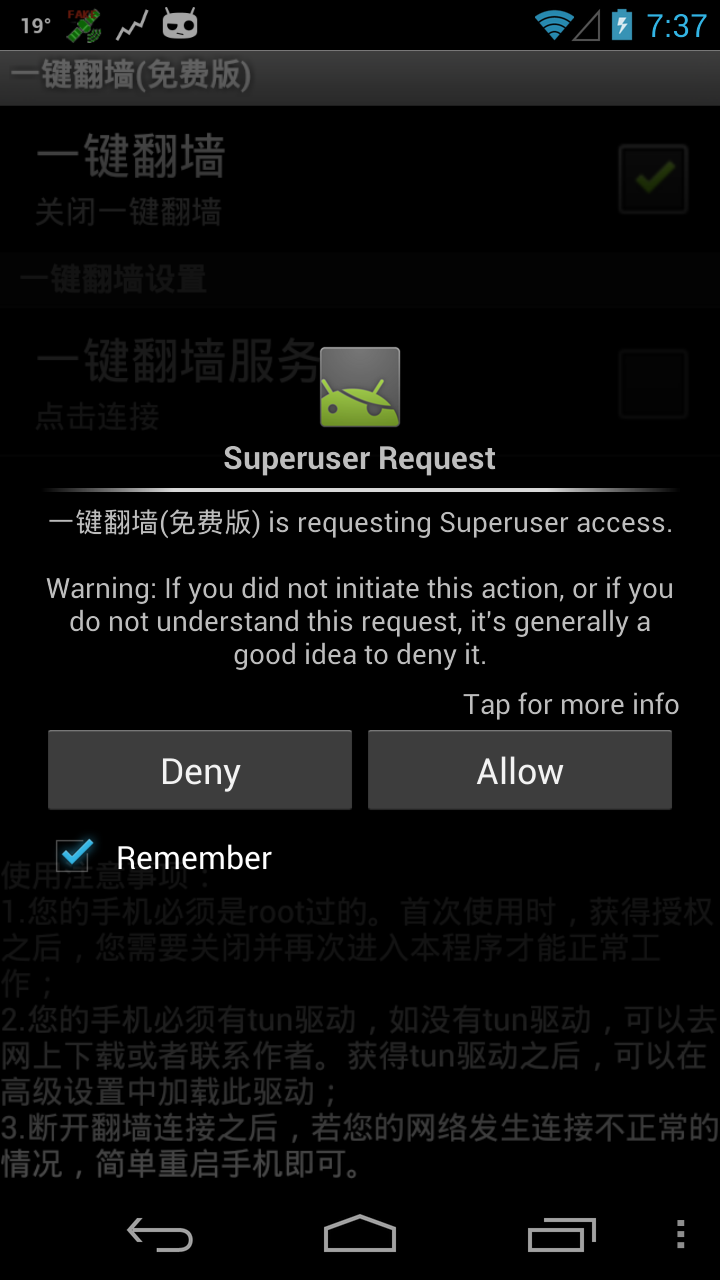 19°
FAKE
7:37
一键翻墙(免费版)
一键翻墙
关闭一键翻墙
一键翻墙设置
一键翻墙服务
点击连接
Superuser Request
一键翻墙(免费版) is requesting Superuser access.
Warning: If you did not initiate this action, or if you
do not understand this request, it's generally a
good idea to deny it.
Tap for more info
Deny
Allow
Remember
使用注意事项：
1.您的手机必须是root过的。首次使用时，获得授权
之后，您需要关闭并再次进入本程序才能正常工
作；
2.您的手机必须有tun驱动，如没有tun驱动，可以去
网上下载或者联系作者。获得tun驱动之后，可以在
高级设置中加载此驱动；
3.断开翻墙连接之后，若您的网络发生连接不正常的
情况，简单重启手机即可。